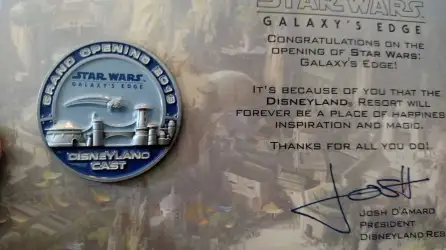 GRAND OPENING 2019
STAR WARS
GALAXY'S EDGE
DISNEYLAND
CAST
STAR WARS
GALAXY'S EDGE
CONGRATULATIONS ON THE
OPENING OF STAR WARS:
GALAXY'S EDGE!
IT'S BECAUSE OF YOU THAT THE
DISNEYLAND® RESORT WILL
FOREVER BE A PLACE OF HAPPINES
INSPIRATION AND MAGIC.
THANKS FOR ALL YOU DO!
JOSH
JOSH D'AMARO
PRESIDENT
DISNEYLAND RES